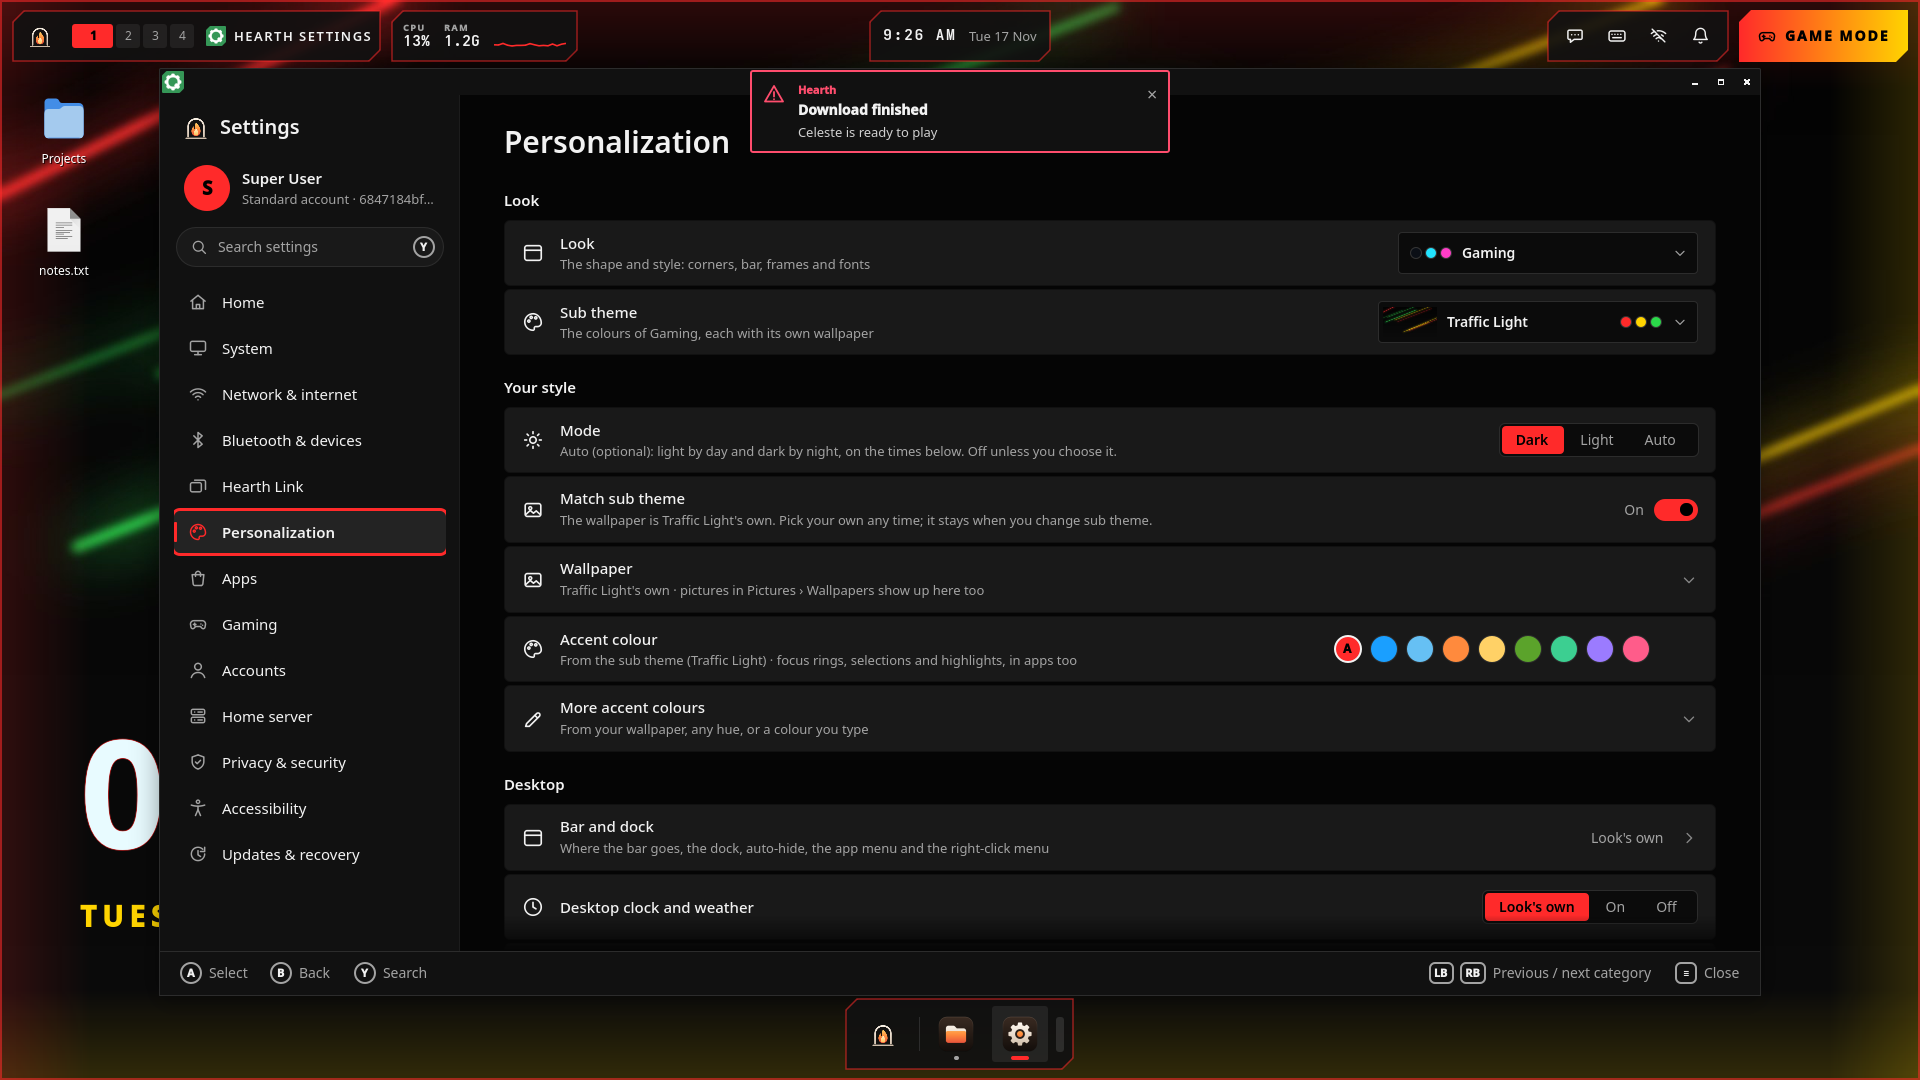 1 2 3 4 HEARTH SETTINGS
CPU RAM
13% 1.2G
9:26 AM Tue 17 Nov
GAME MODE
Projects
notes.txt
0
TUES
Hearth
Download finished
Celeste is ready to play
Settings
S
Super User
Standard account · 6847184bf...
Search settings Y
Home
System
Network & internet
Bluetooth & devices
Hearth Link
Personalization
Apps
Gaming
Accounts
Home server
Privacy & security
Accessibility
Updates & recovery
Personalization
Look
Look
The shape and style: corners, bar, frames and fonts
Gaming
Sub theme
The colours of Gaming, each with its own wallpaper
Traffic Light
Your style
Mode
Auto (optional): light by day and dark by night, on the times below. Off unless you choose it.
Dark Light Auto
Match sub theme
The wallpaper is Traffic Light's own. Pick your own any time; it stays when you change sub theme.
On
Wallpaper
Traffic Light's own · pictures in Pictures › Wallpapers show up here too
Accent colour
From the sub theme (Traffic Light) · focus rings, selections and highlights, in apps too
A
More accent colours
From your wallpaper, any hue, or a colour you type
Desktop
Bar and dock
Where the bar goes, the dock, auto-hide, the app menu and the right-click menu
Look's own
Desktop clock and weather
Look's own On Off
A Select B Back Y Search
LB RB Previous / next category ≡ Close